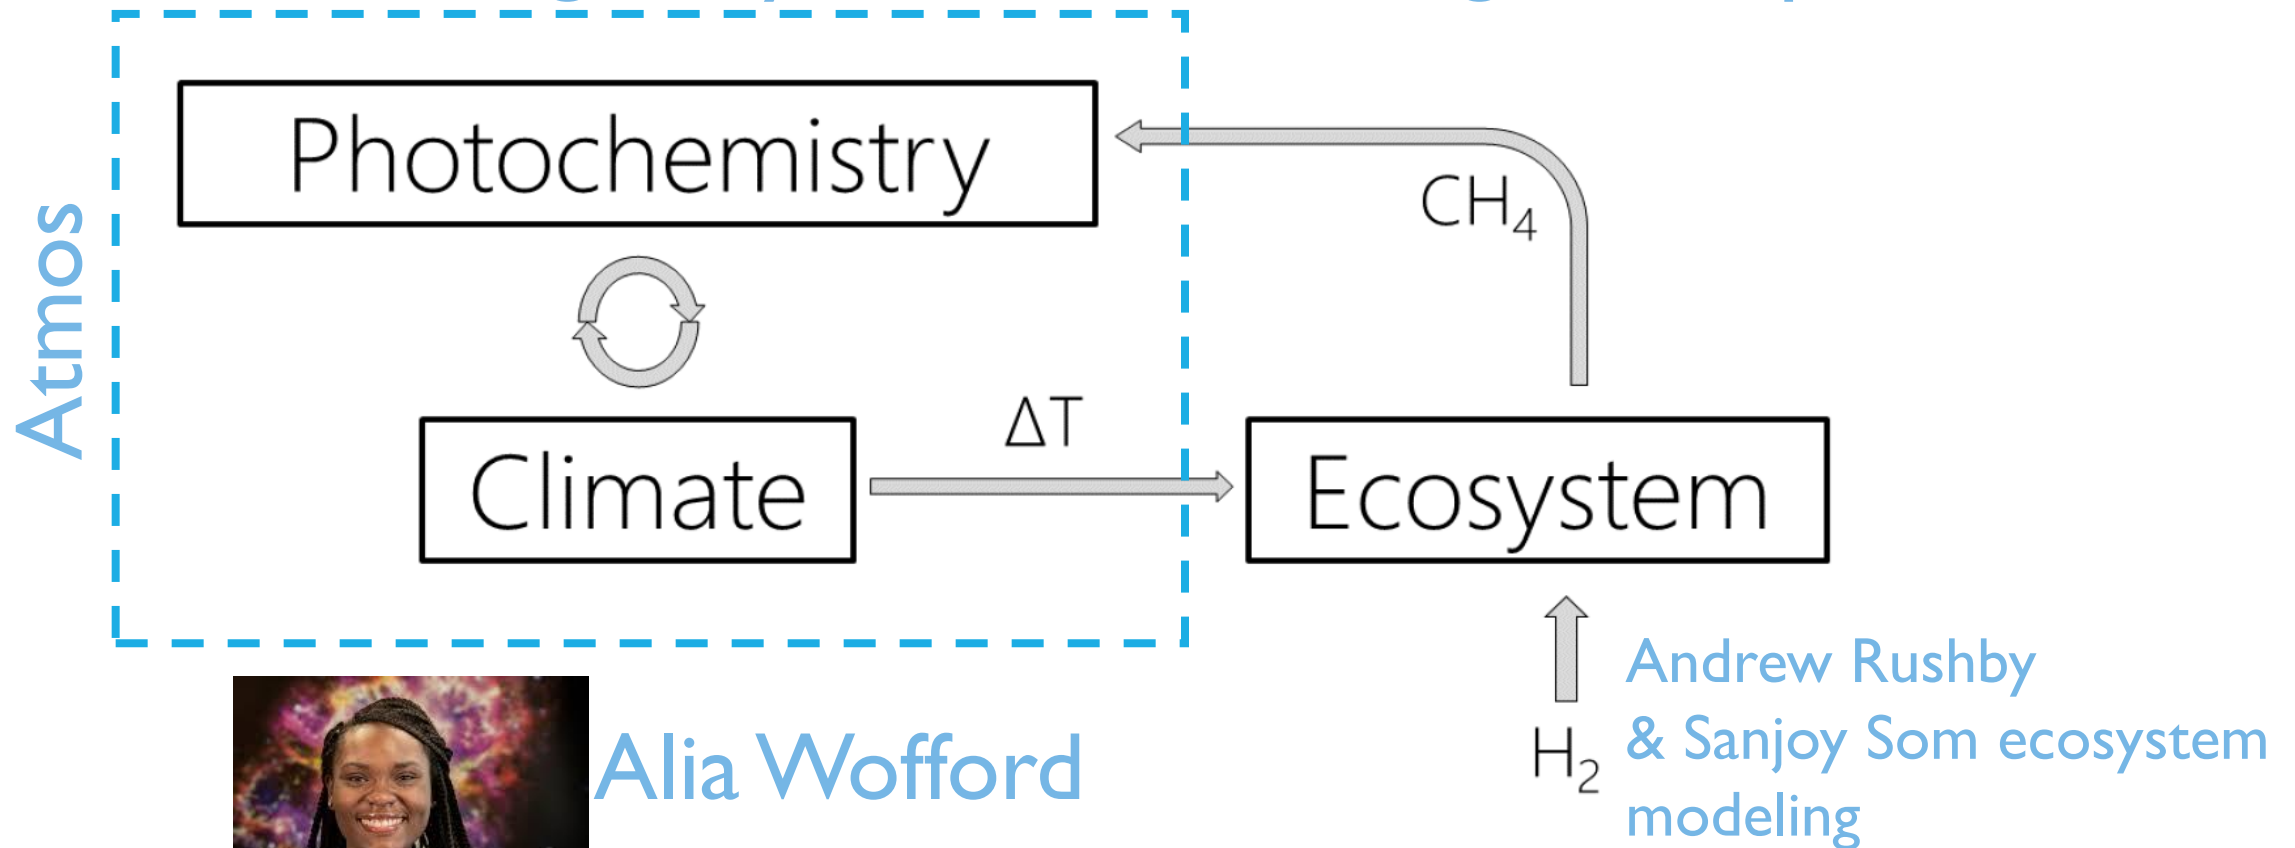 Atmos
Photochemistry
CH₄
ΔT
Climate
Ecosystem
H₂
Andrew Rushby
& Sanjoy Som ecosystem
modeling
Alia Wofford